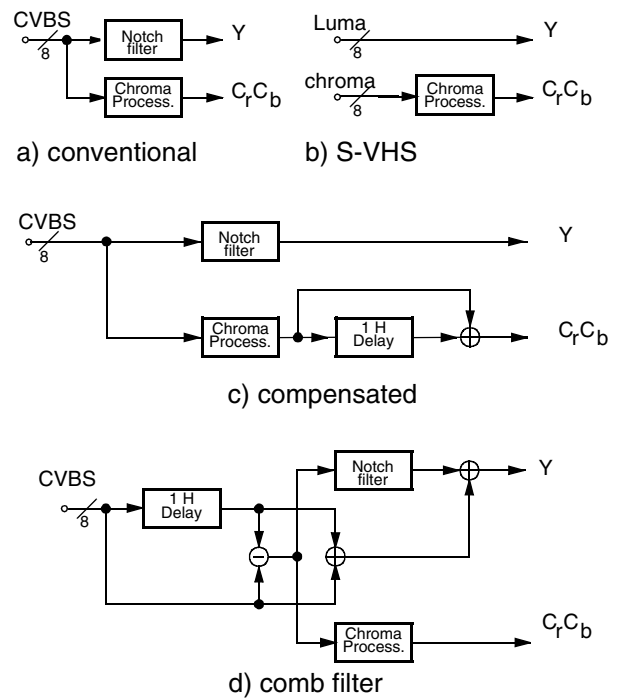 CVBS
8
Notch
filter
Y
Chroma
Process.
CrCb
a) conventional
Luma
8
Y
chroma
8
Chroma
Process.
CrCb
b) S-VHS
CVBS
8
Notch
filter
Y
Chroma
Process.
1 H
Delay
CrCb
c) compensated
CVBS
8
1 H
Delay
Notch
filter
Y
Chroma
Process.
CrCb
d) comb filter